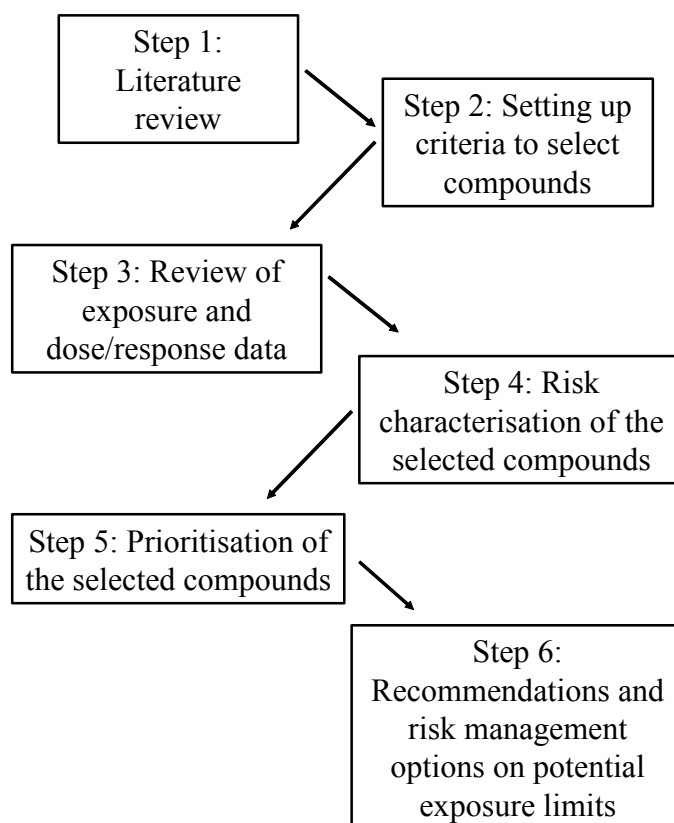 Step 1:
Literature
review
Step 2: Setting up
criteria to select
compounds
Step 3: Review of
exposure and
dose/response data
Step 4: Risk
characterisation of the
selected compounds
Step 5: Prioritisation of
the selected compounds
Step 6:
Recommendations and
risk management
options on potential
exposure limits